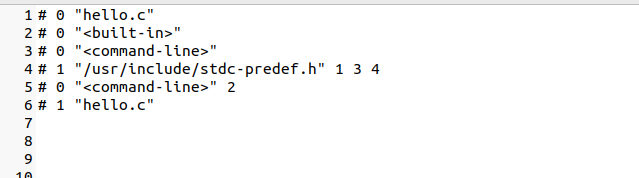 1 # 0 "hello.c"
2 # 0 "<built-in>"
3 # 0 "<command-line>"
4 # 1 "/usr/include/stdc-predef.h" 1 3 4
5 # 0 "<command-line>" 2
6 # 1 "hello.c"
7
8
9
10